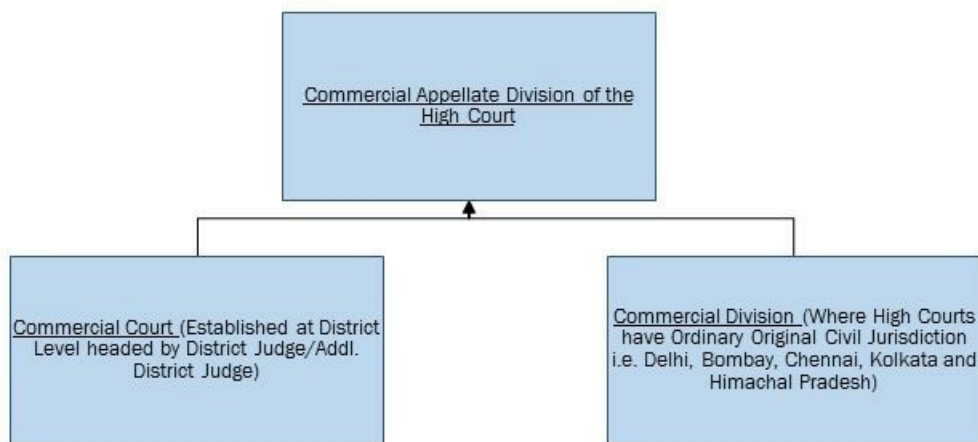 Commercial Appellate Division of the
High Court
Commercial Court (Established at District
Level headed by District Judge/Addl.
District Judge)
Commercial Division (Where High Courts
have Ordinary Original Civil Jurisdiction
i.e. Delhi, Bombay, Chennai, Kolkata and
Himachal Pradesh)